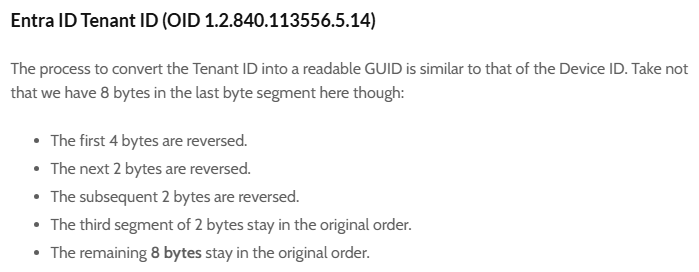 Entra ID Tenant ID (OID 1.2.840.113556.5.14)
The process to convert the Tenant ID into a readable GUID is similar to that of the Device ID. Take not
that we have 8 bytes in the last byte segment here though:
• The first 4 bytes are reversed.
• The next 2 bytes are reversed.
• The subsequent 2 bytes are reversed.
• The third segment of 2 bytes stay in the original order.
• The remaining 8 bytes stay in the original order.